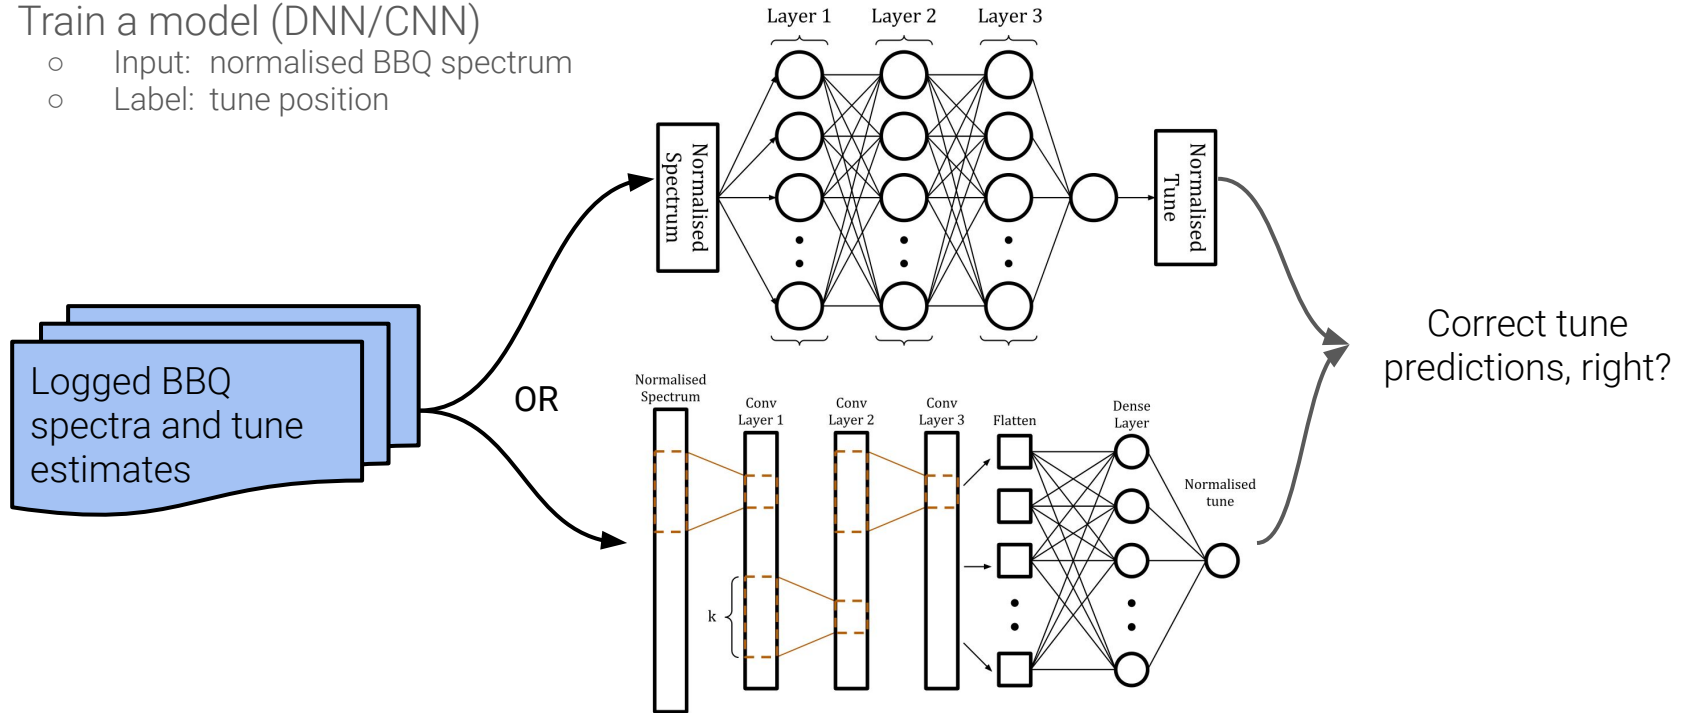 Train a model (DNN/CNN)
○ Input: normalised BBQ spectrum
○ Label: tune position
Layer 1
Layer 2
Layer 3
Normalised
Spectrum
Normalised
Tune
Logged BBQ
spectra and tune
estimates
OR
Correct tune
predictions, right?
Normalised
Spectrum
Conv
Layer 1
Conv
Layer 2
Conv
Layer 3
Flatten
Dense
Layer
Normalised
tune
k